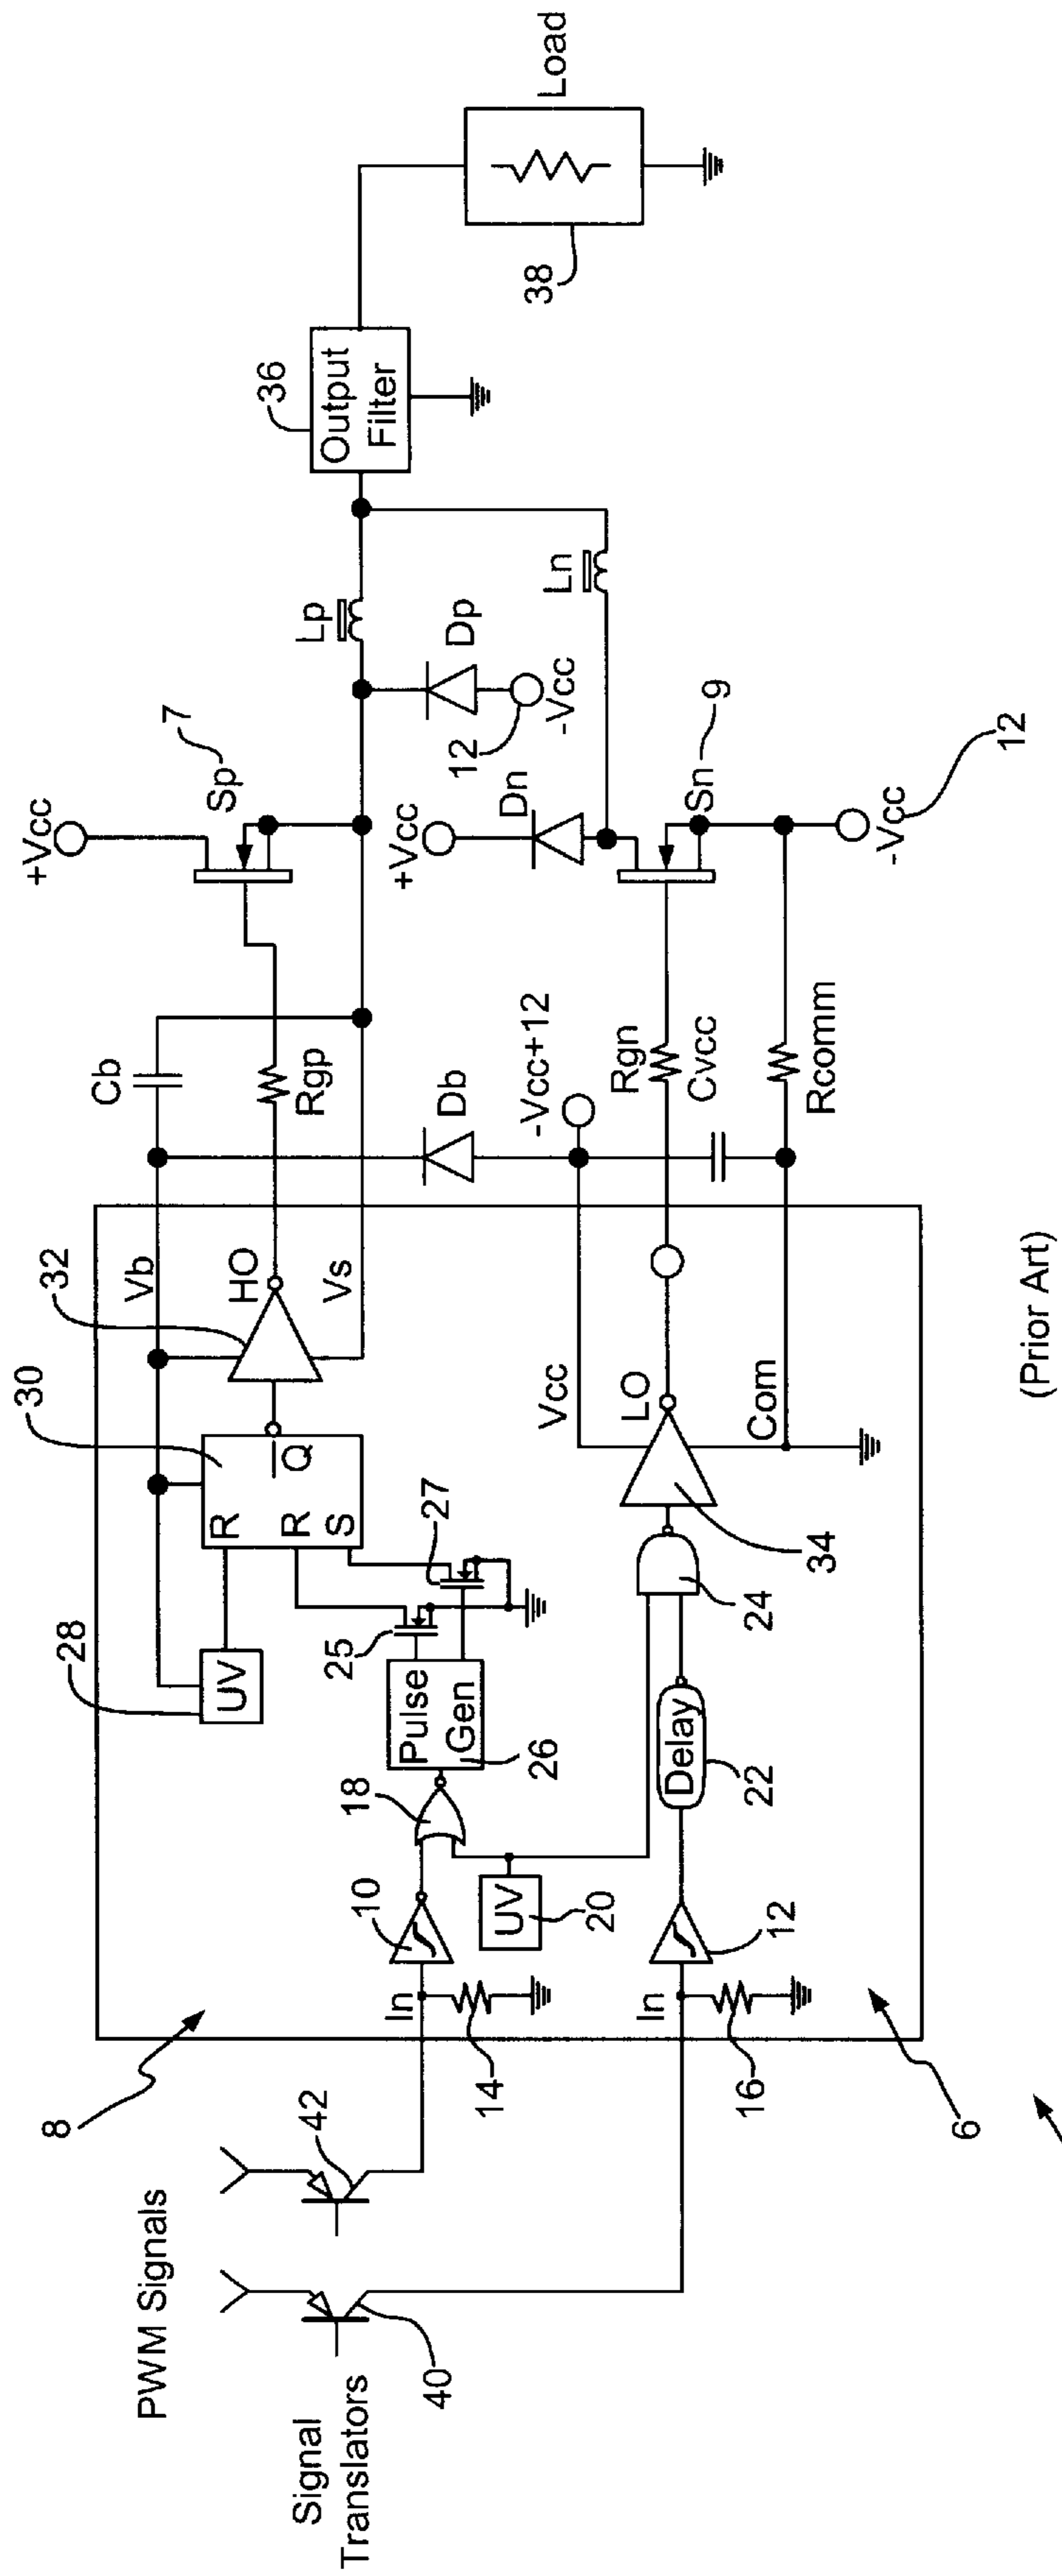 PWM Signals
Signal
Translators
40
42
8
6
In
14
10
In
16
12
18
UV
20
UV
28
Pulse
Gen
26
25
27
Delay
22
24
R
R
S
Q
30
32
Vb
HO
Vs
Vcc
LO
34
Com
Cb
Rgp
Db
-Vcc+12
Rgn
Cvcc
Rcomm
+Vcc
Sp
7
+Vcc
Dn
Sn
9
-Vcc
12
Lp
Dp
12
-Vcc
Ln
Output
Filter
36
Load
38
(Prior Art)